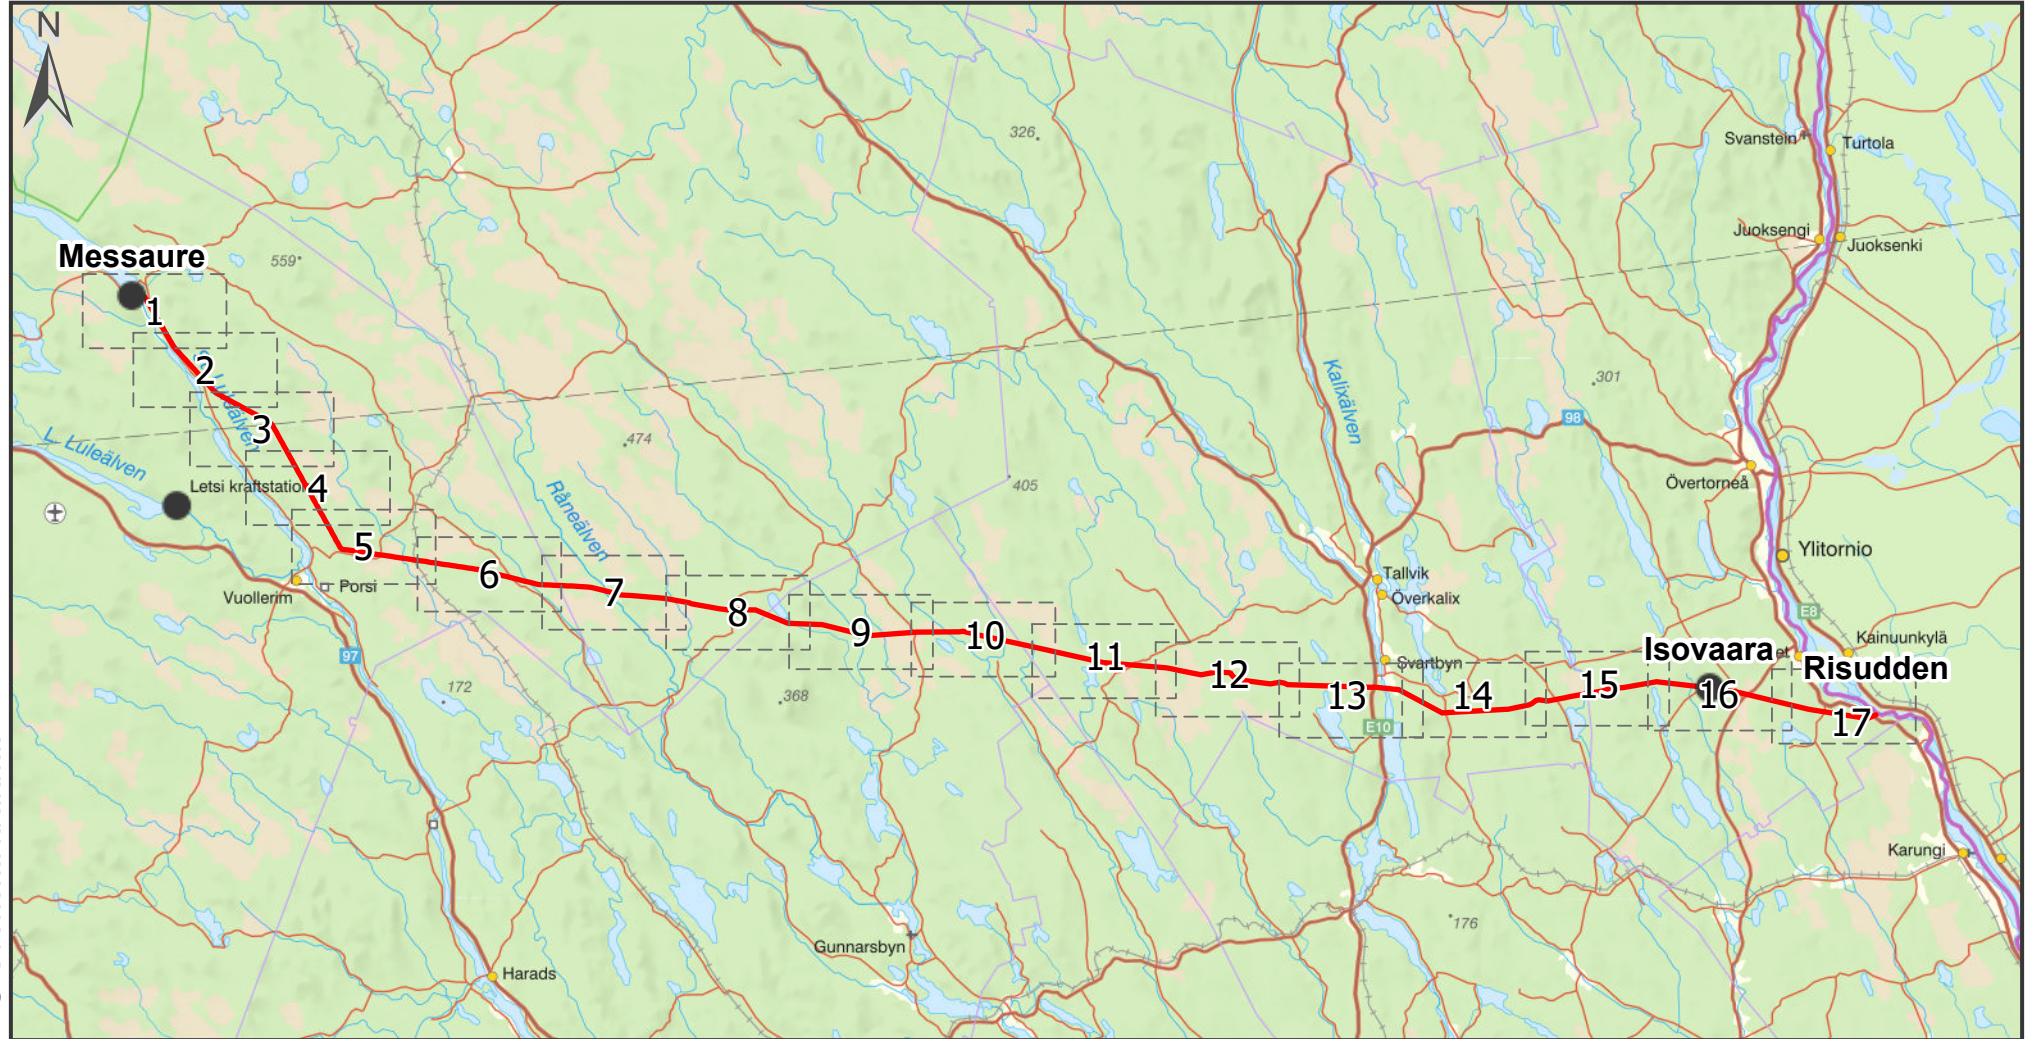 N
326
Svanstein
Turtola
Juoksengi
Juoksenki
Messaure
559
1
2
3
301
98
Kalixälven
474
L. Luleälven
Letsi kraftstation
4
405
Övertorneå
Råneälven
5
6
7
8
9
10
11
12
13
14
15
16
17
Ylitornio
Tallvik
Överkalix
Porsi
Vuollerim
E8
Kainuunkylä
Isovaara
Risudden
97
Svartbyn
172
368
E10
Karungi
176
Gunnarsbyn
Harads